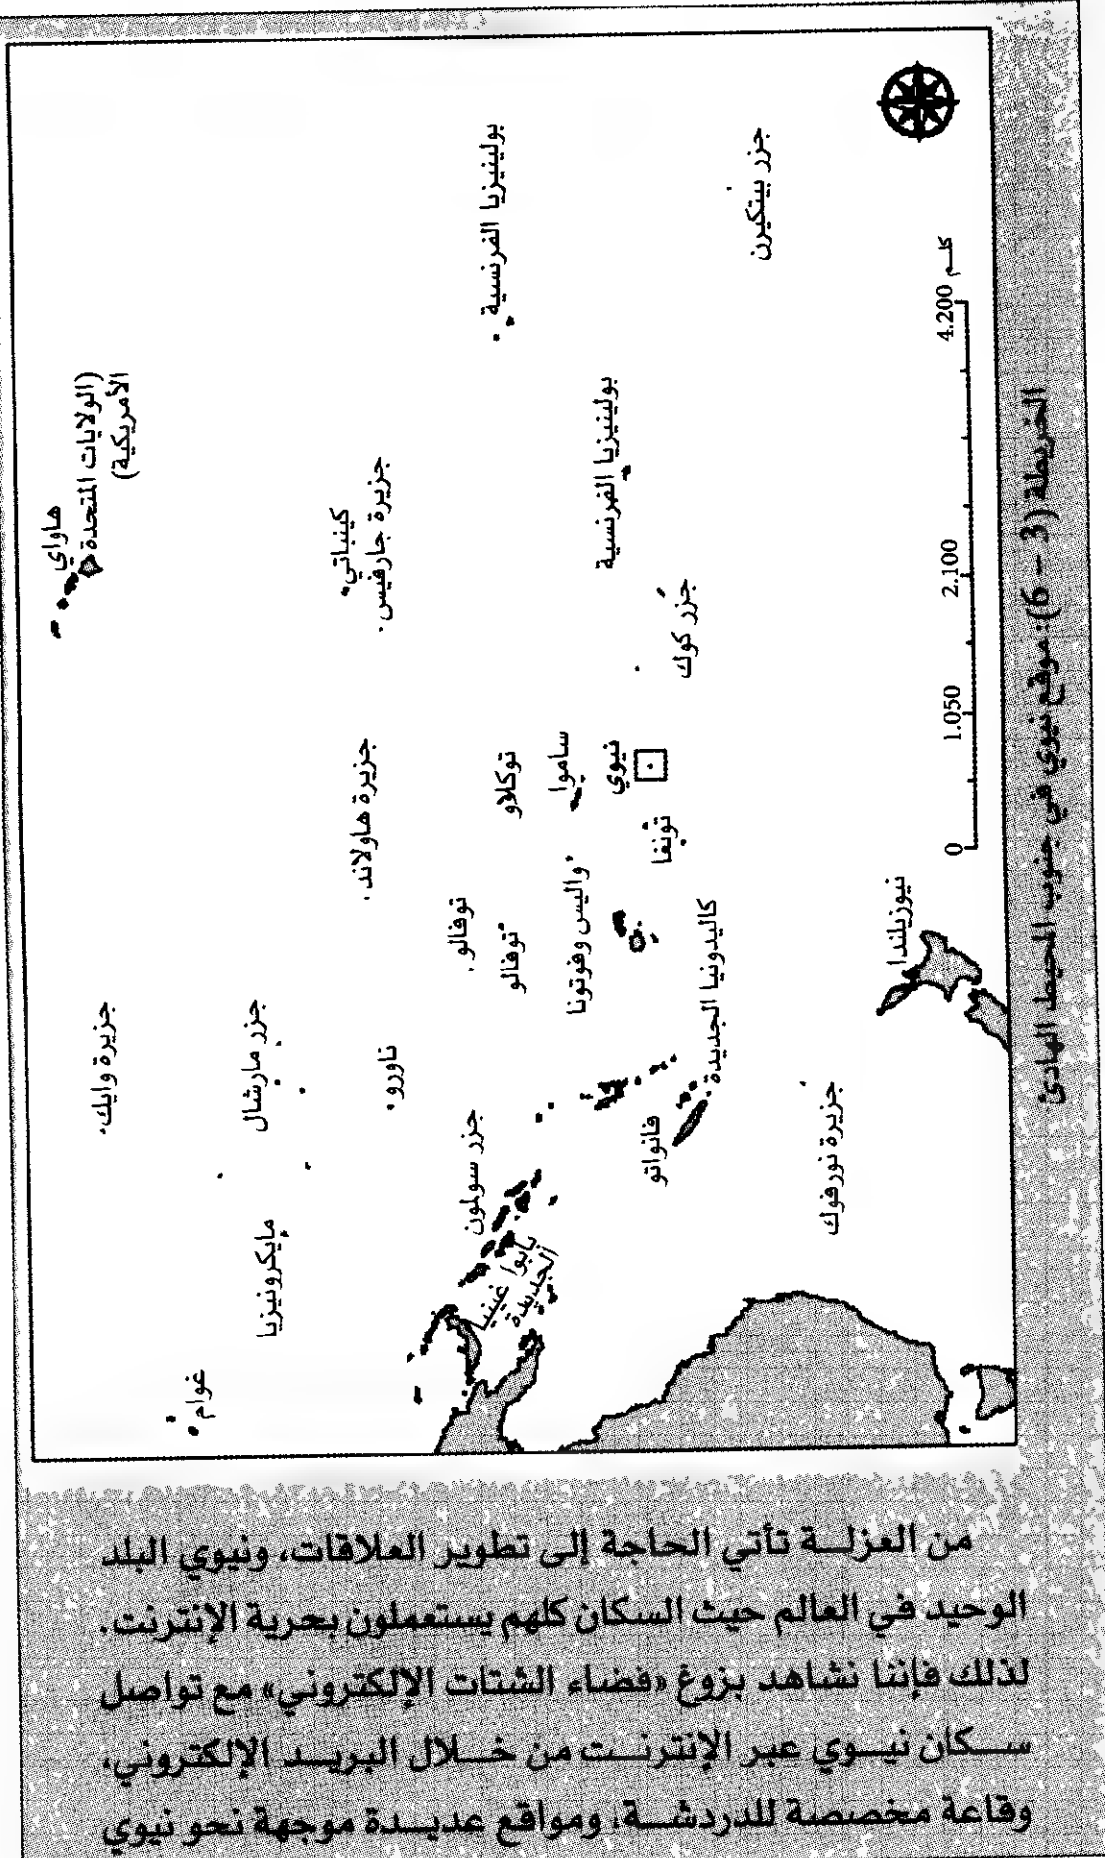 هاواي
(الولايات المتحدة
الأمريكية)
جزيرة وايك
غوام
جزر مارشال
مايكرونيزيا
كينباتي
جزيرة جارفيس
جزيرة هاولاند
ناورو
بولينيزيا الفرنسية
توكلاو
توفالو
توفالو
جزر سولمون
بابوا غينيا
الجديدة
ساموا
واليس وفوتونا
بولينيزيا الفرنسية
نيوي
تونغا
فانواتو
جزر كوك
كاليدونيا الجديدة
جزر بيتكيرن
جزيرة نورفوك
نيوزيلندا
0 1.050 2.100 4.200 كلم
الخريطة (3 – 6): موقع نيوي في جنوب المحيط الهادئ
من العزلة تأتي الحاجة إلى تطوير العلاقات، ونيوي البلد
الوحيد في العالم حيث السكان كلهم يستعملون بحرية الإنترنت.
لذلك فإننا نشاهد بزوغ «فضاء الشتات الإلكتروني» مع تواصل
سكان نيوي عبر الإنترنت من خلال البريد الإلكتروني،
وقاعة مخصصة للدردشة، ومواقع عديدة موجهة نحو نيوي